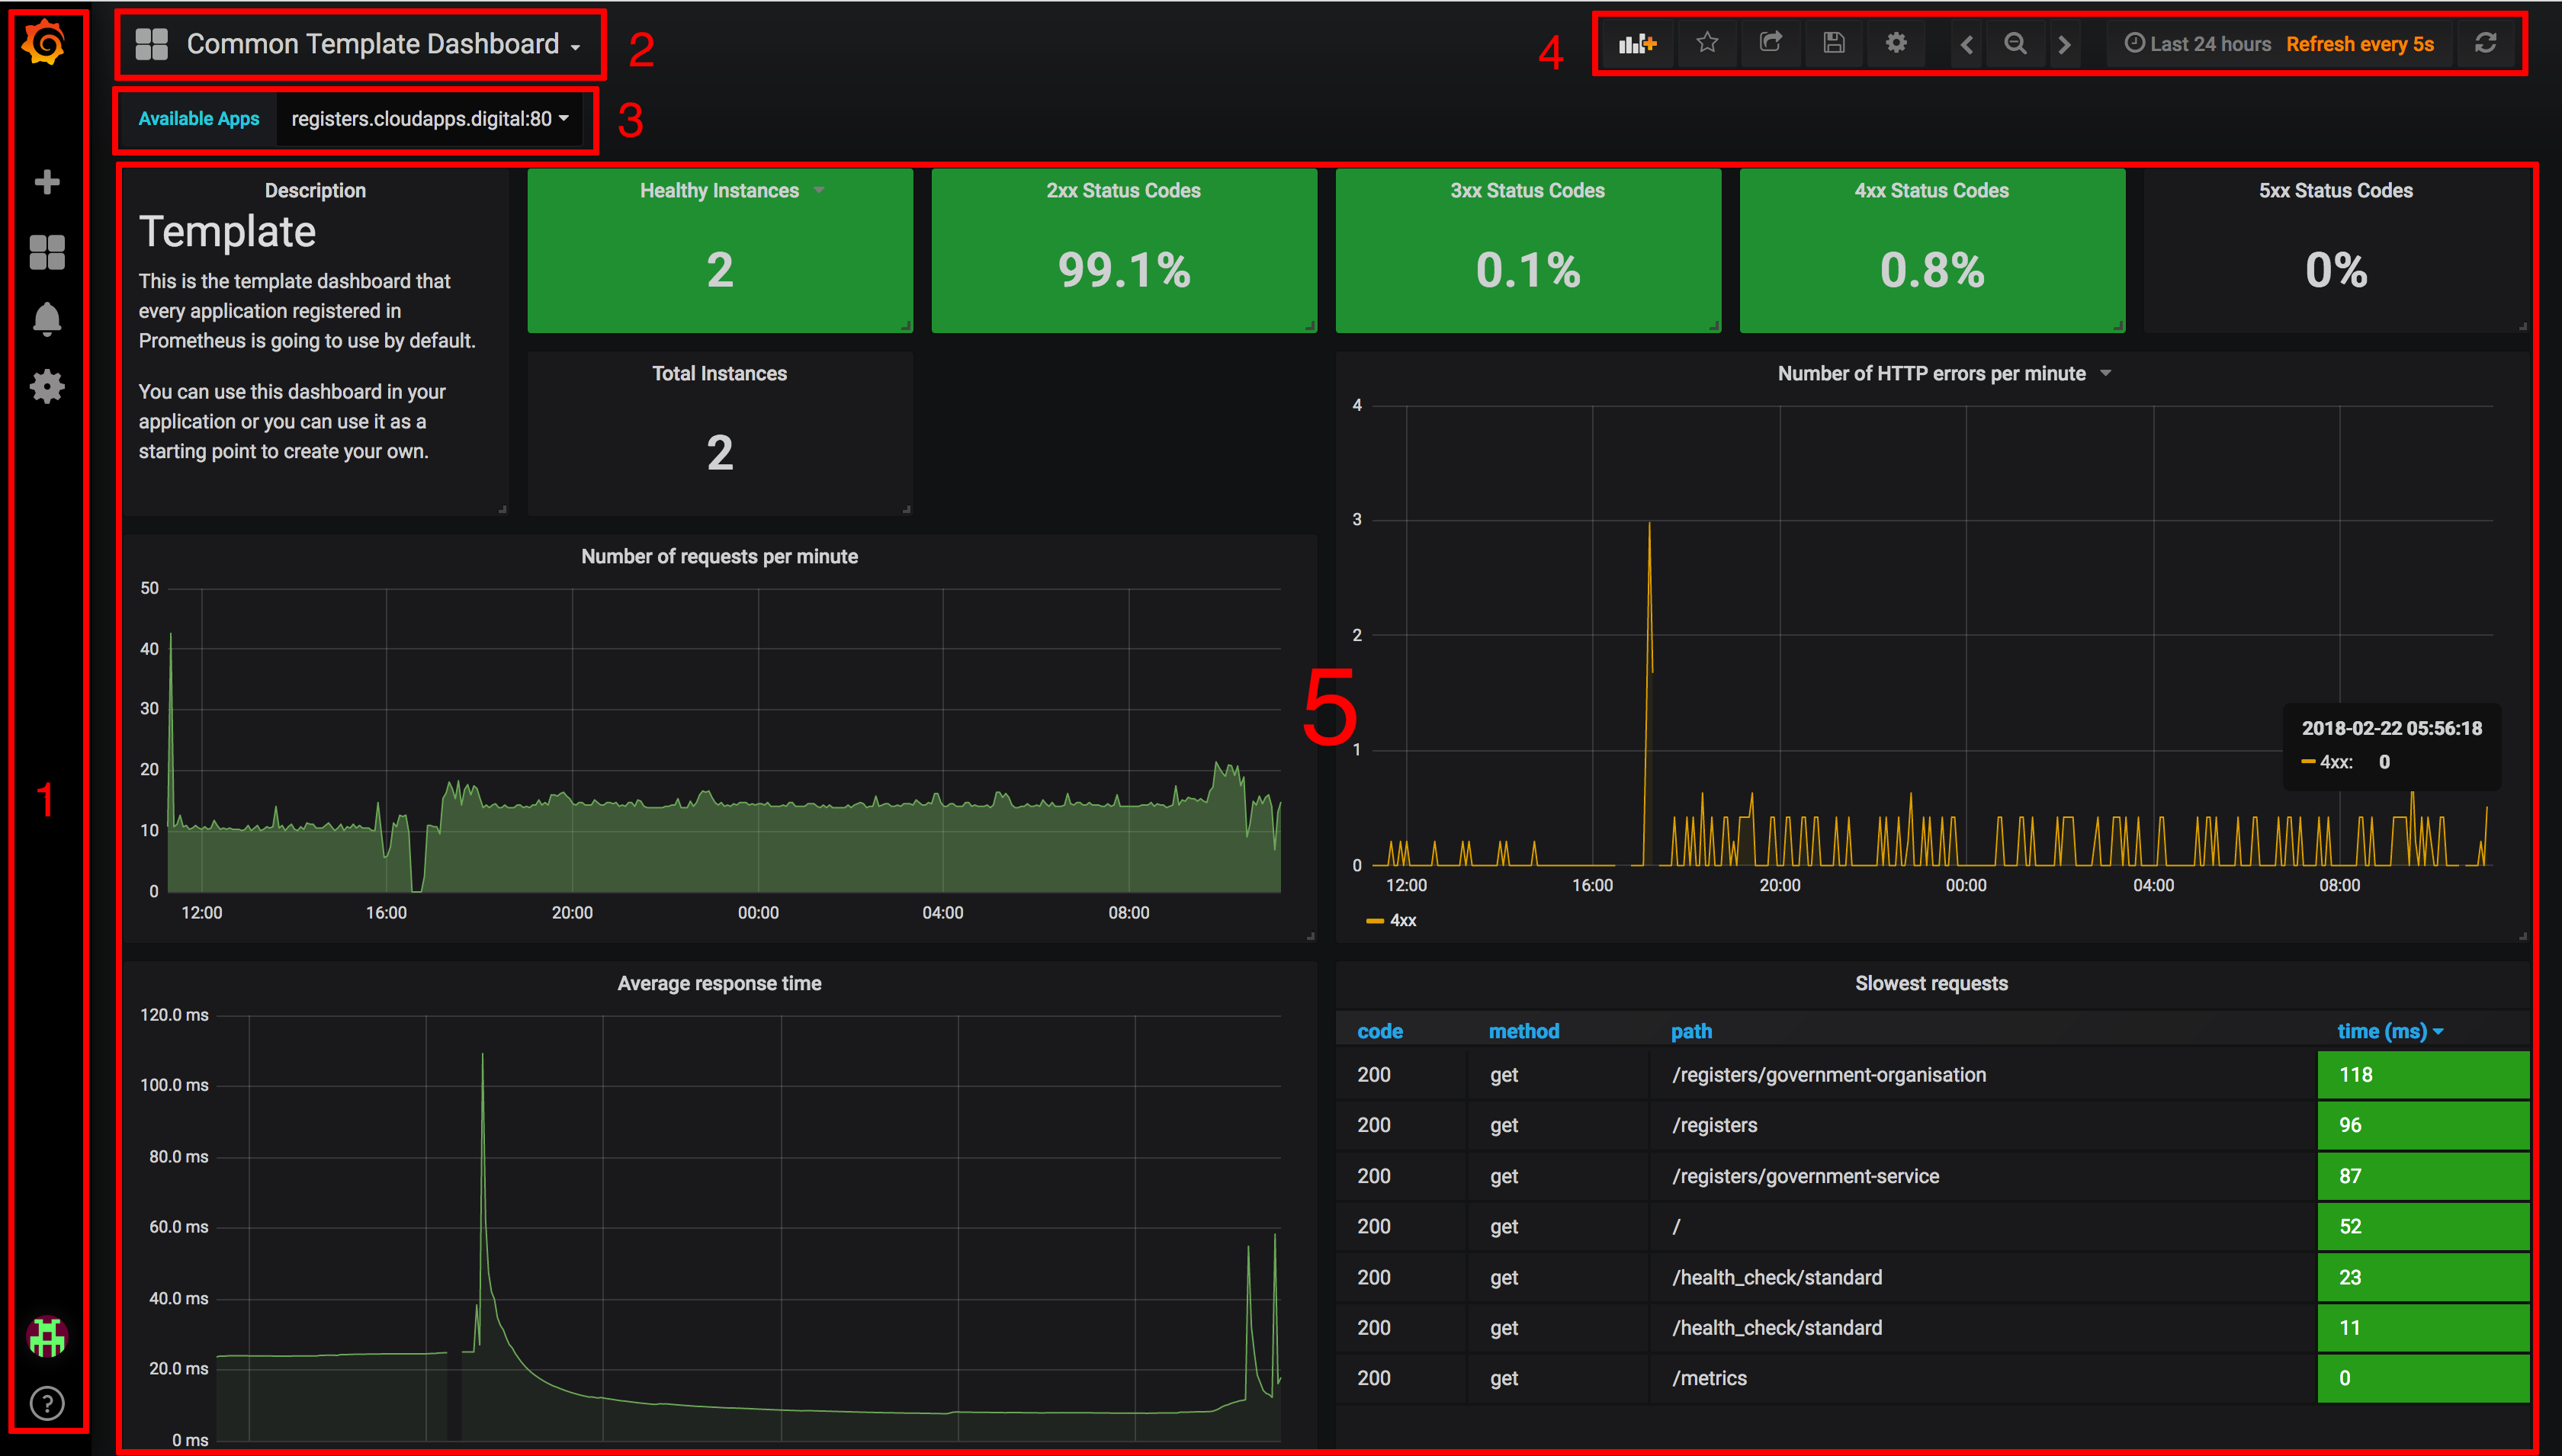 Common Template Dashboard
2
4
Last 24 hours Refresh every 5s
Available Apps registers.cloudapps.digital:80
3
1
5
Description
Template
This is the template dashboard that
every application registered in
Prometheus is going to use by default.
You can use this dashboard in your
application or you can use it as a
starting point to create your own.
Healthy Instances
2
2xx Status Codes
99.1%
3xx Status Codes
0.1%
4xx Status Codes
0.8%
5xx Status Codes
0%
Total Instances
2
Number of HTTP errors per minute
4
3
2
1
0
12:00 16:00 20:00 00:00 04:00 08:00
4xx
2018-02-22 05:56:18
4xx: 0
Number of requests per minute
50
40
30
20
10
0
12:00 16:00 20:00 00:00 04:00 08:00
Average response time
120.0 ms
100.0 ms
80.0 ms
60.0 ms
40.0 ms
20.0 ms
0 ms
Slowest requests
code method path time (ms)
200 get /registers/government-organisation 118
200 get /registers 96
200 get /registers/government-service 87
200 get / 52
200 get /health_check/standard 23
200 get /health_check/standard 11
200 get /metrics 0
?